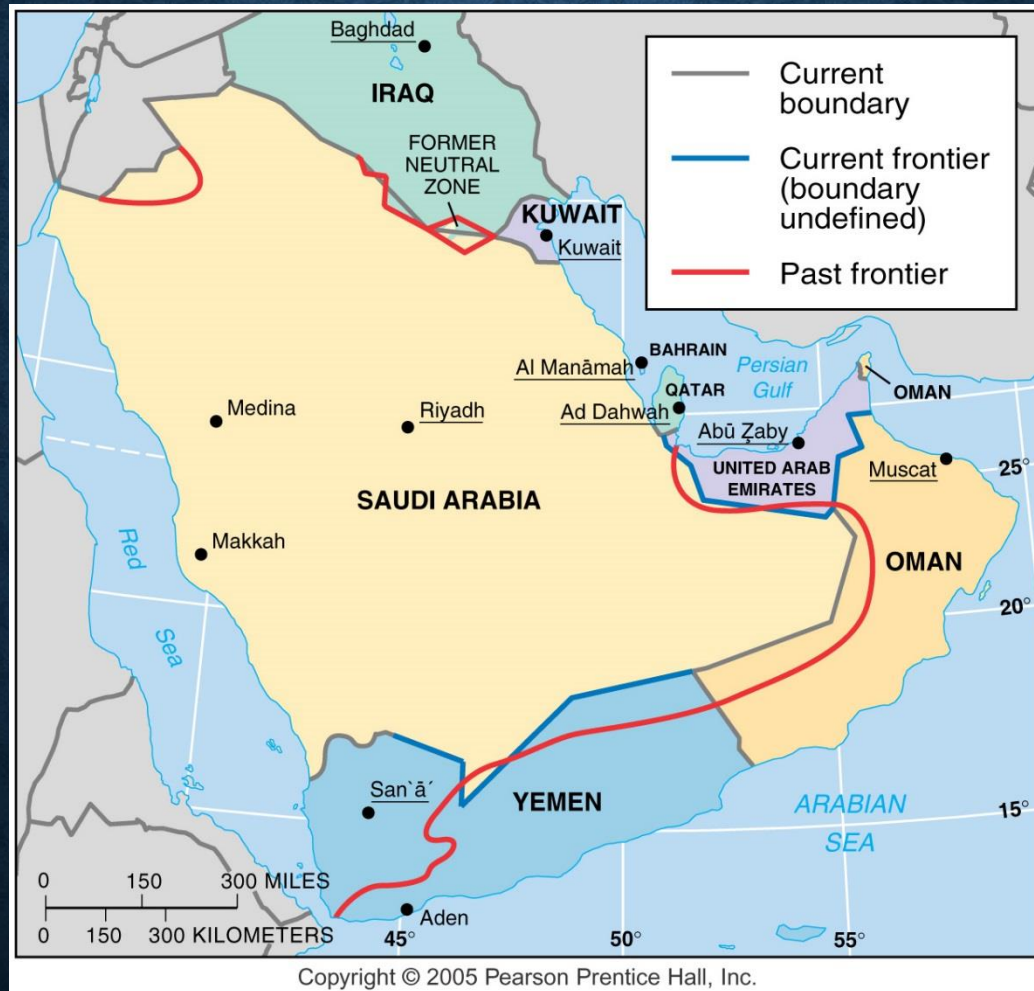 Baghdad
IRAQ
FORMER
NEUTRAL
ZONE
KUWAIT
Kuwait
Current
boundary
Current frontier
(boundary
undefined)
Past frontier
BAHRAIN
Al Manāmah
Persian
Gulf
QATAR
Ad Dahwah
OMAN
Abū Z̧aby
UNITED ARAB
EMIRATES
Muscat
25°
Medina
Riyadh
SAUDI ARABIA
Makkah
Red
Sea
OMAN
20°
San`ā´
YEMEN
ARABIAN
SEA
15°
Aden
0 150 300 MILES
0 150 300 KILOMETERS
45° 50° 55°
Copyright © 2005 Pearson Prentice Hall, Inc.